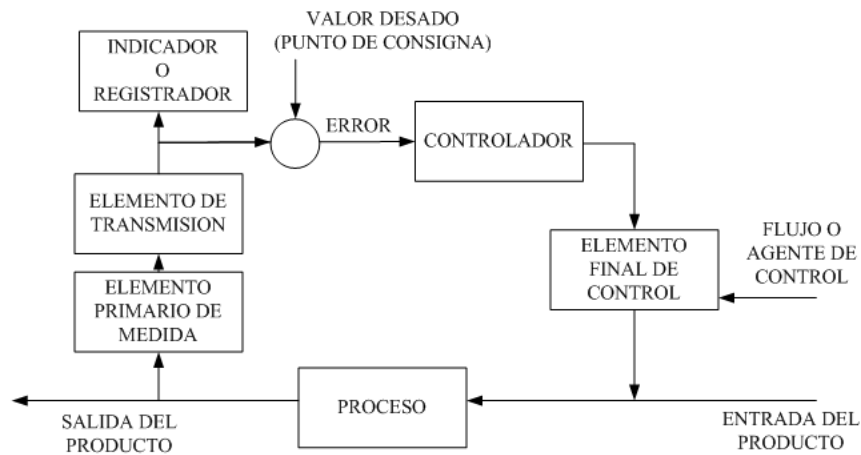 INDICADOR
O
REGISTRADOR
VALOR DESADO
(PUNTO DE CONSIGNA)
ERROR
CONTROLADOR
ELEMENTO DE
TRANSMISION
ELEMENTO
PRIMARIO DE
MEDIDA
ELEMENTO
FINAL DE
CONTROL
FLUJO O
AGENTE DE
CONTROL
SALIDA DEL
PRODUCTO
PROCESO
ENTRADA DEL
PRODUCTO